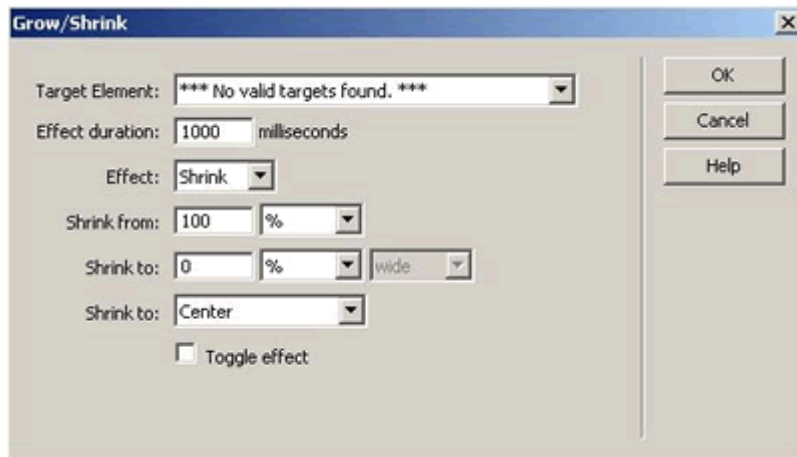 Grow/Shrink
Target Element: *** No valid targets found. ***
OK
Effect duration: 1000 milliseconds
Cancel
Effect: Shrink
Help
Shrink from: 100 %
Shrink to: 0 % wide
Shrink to: Center
Toggle effect